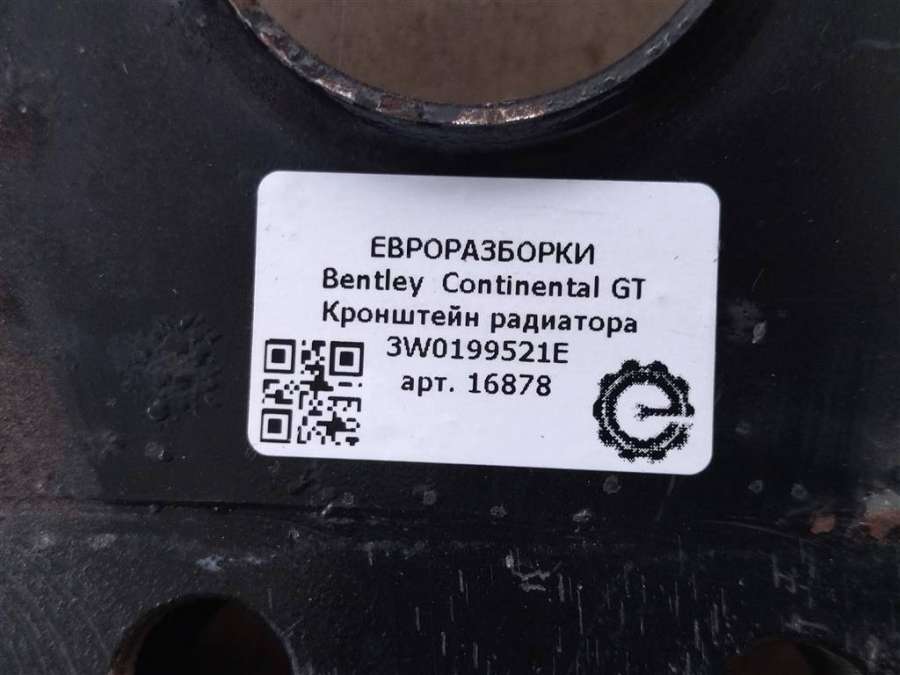 ЕВРОРАЗБОРКИ
Bentley Continental GT
Кронштейн радиатора
3W0199521E
арт. 16878